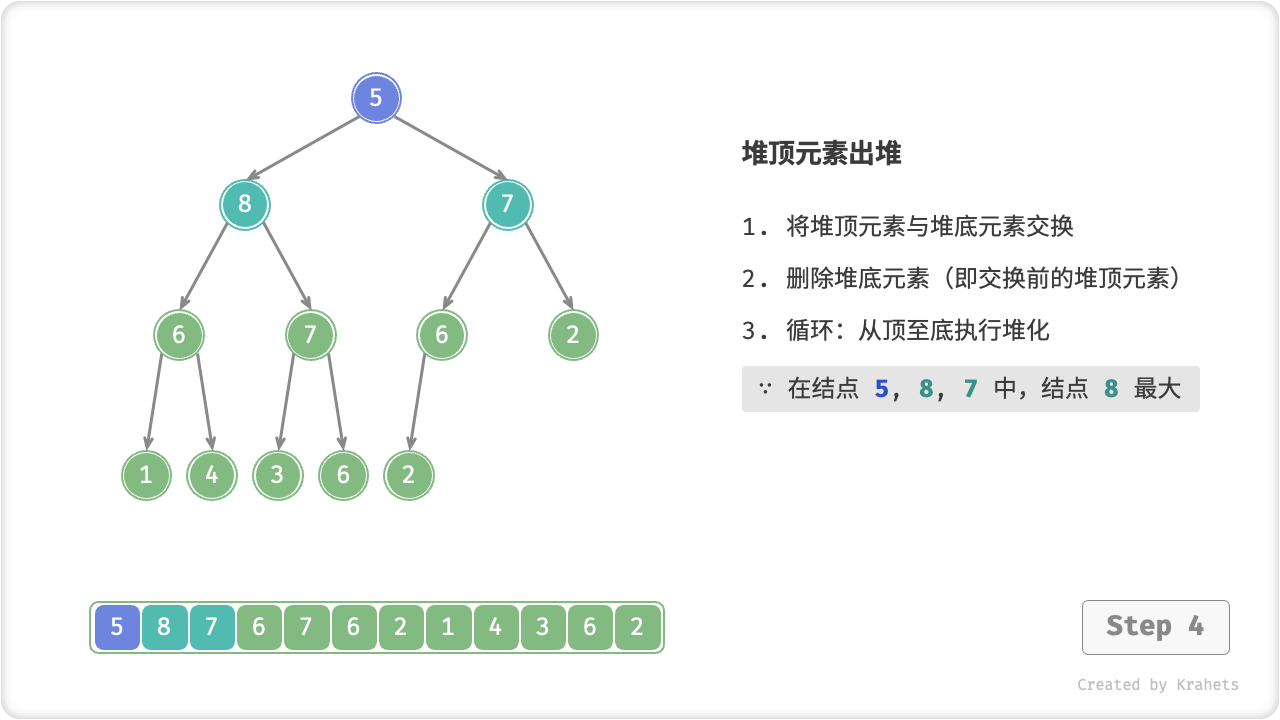 5
8 7
6 7 6 2
1 4 3 6 2
堆顶元素出堆
1. 将堆顶元素与堆底元素交换
2. 删除堆底元素（即交换前的堆顶元素）
3. 循环：从顶至底执行堆化
∵ 在结点 5, 8, 7 中，结点 8 最大
5 8 7 6 7 6 2 1 4 3 6 2
Step 4
Created by Krahets